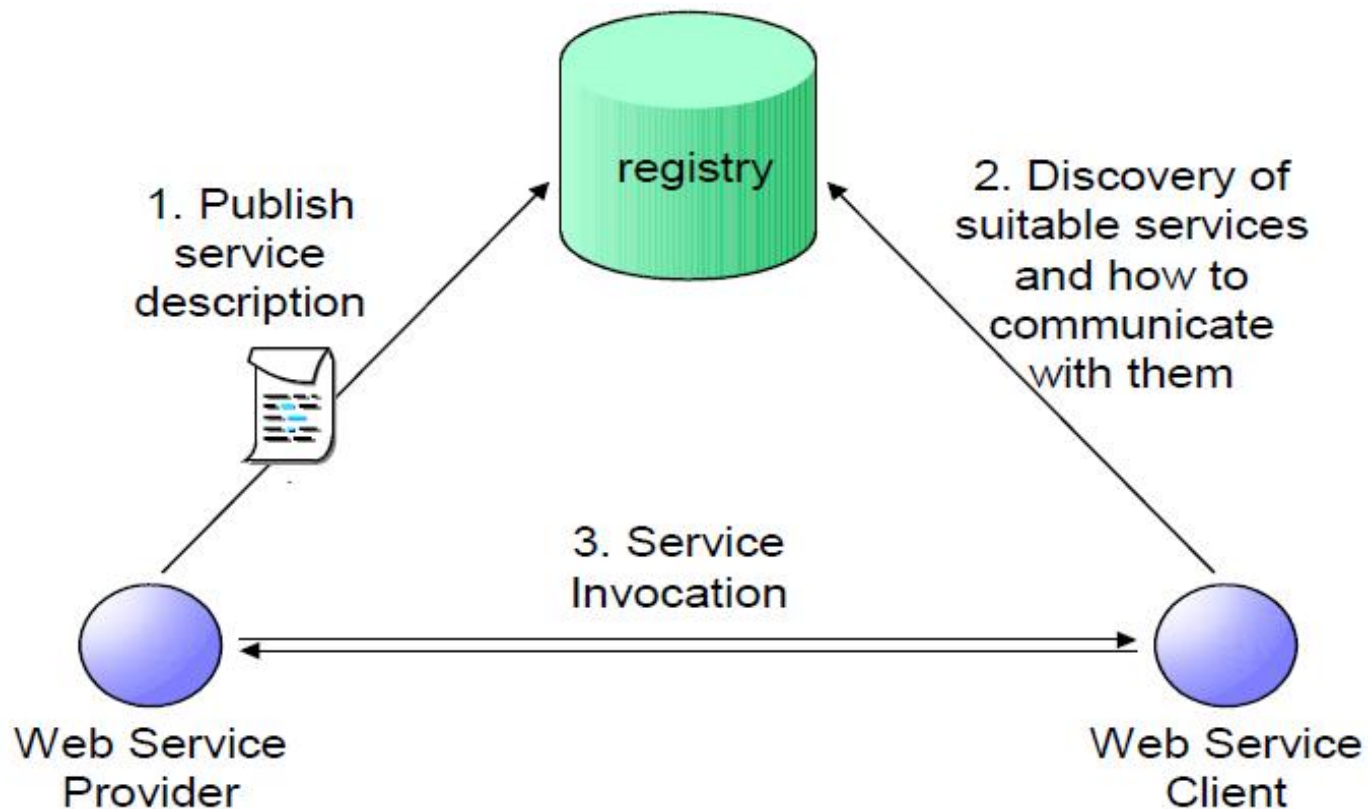 registry
1. Publish
service
description
2. Discovery of
suitable services
and how to
communicate
with them
3. Service
Invocation
Web Service
Provider
Web Service
Client